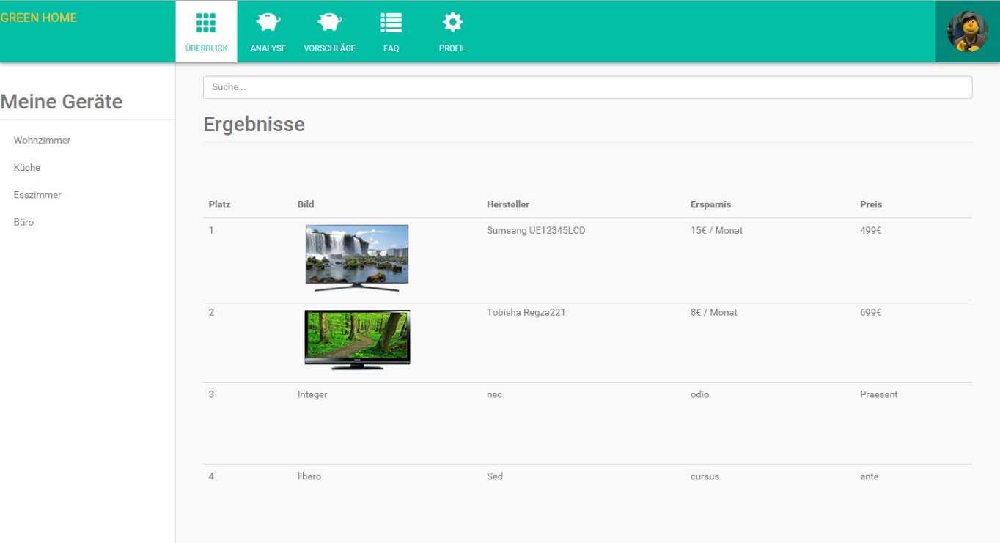 GREEN HOME
ÜBERBLICK
ANALYSE
VORSCHLÄGE
FAQ
PROFIL
Meine Geräte
Wohnzimmer
Küche
Esszimmer
Büro
Suche...
Ergebnisse
Platz Bild Hersteller Ersparnis Preis
1 Sumsang UE12345LCD 15€ / Monat 499€
2 Tobisha Regza221 8€ / Monat 699€
3 Integer nec odio Praesent
4 libero Sed cursus ante